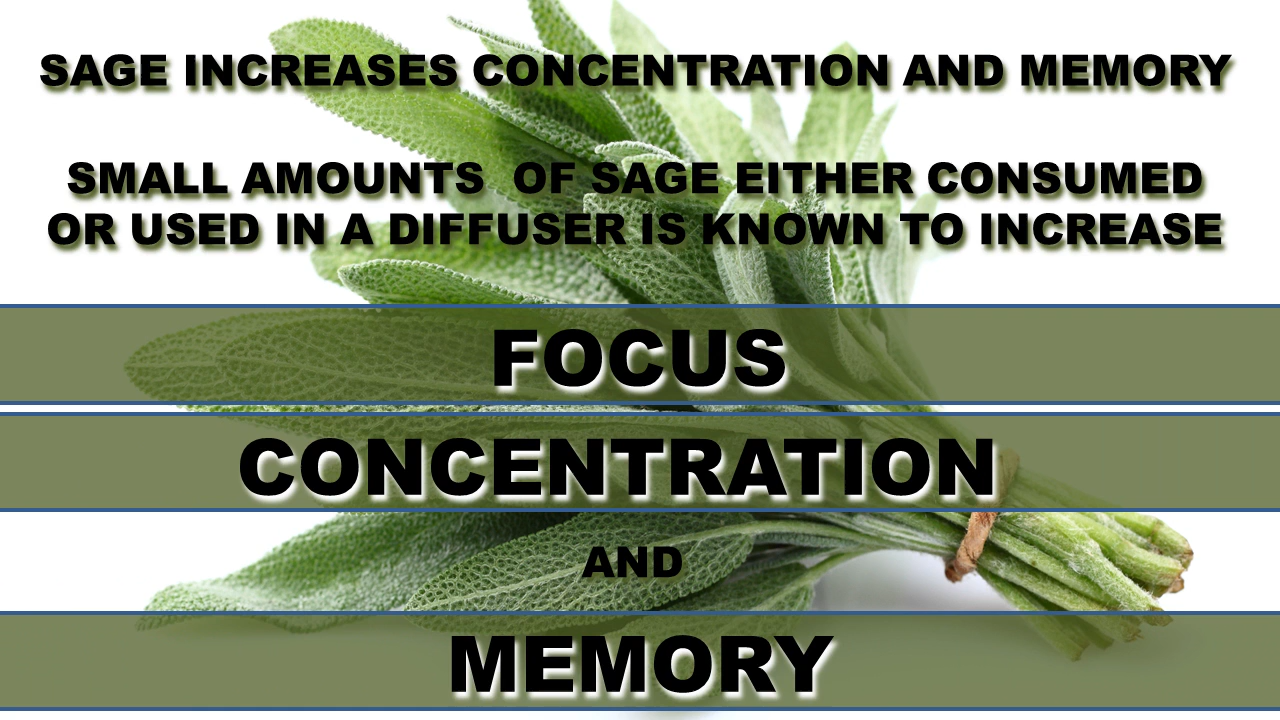 SAGE INCREASES CONCENTRATION AND MEMORY
SMALL AMOUNTS  OF SAGE EITHER CONSUMED
OR USED IN A DIFFUSER IS KNOWN TO INCREASE
FOCUS
CONCENTRATION
AND
MEMORY